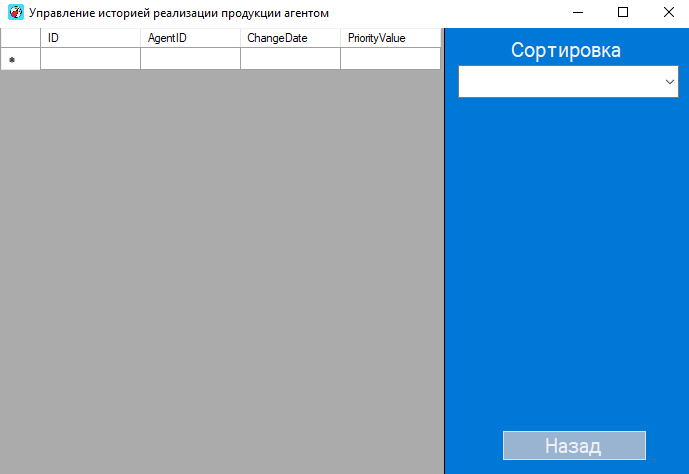 Управление историей реализации продукции агентом
ID AgentID ChangeDate PriorityValue
Сортировка
Назад